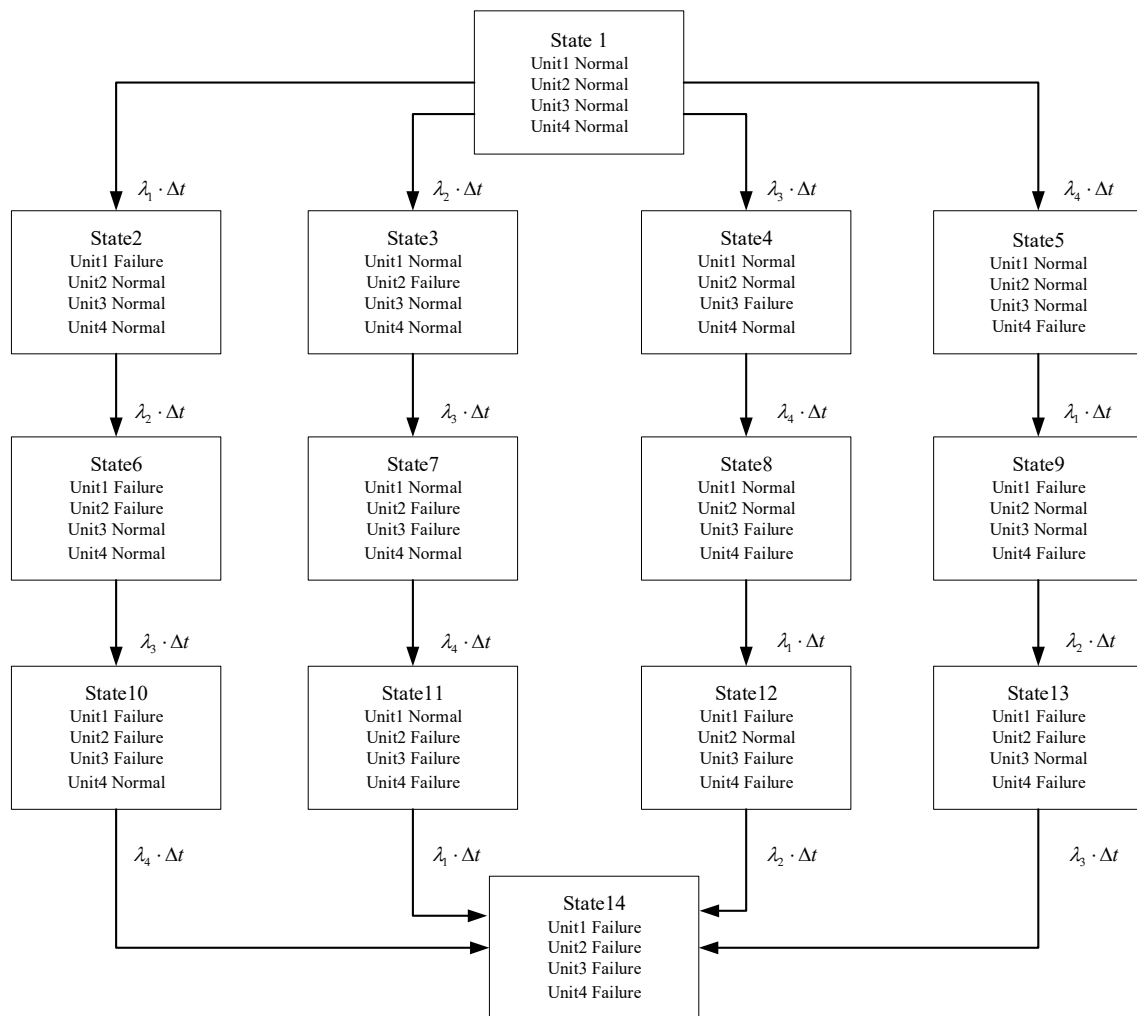 State 1
Unit1 Normal
Unit2 Normal
Unit3 Normal
Unit4 Normal
λ₁ · Δt
λ₂ · Δt
λ₃ · Δt
λ₄ · Δt
State2
Unit1 Failure
Unit2 Normal
Unit3 Normal
Unit4 Normal
State3
Unit1 Normal
Unit2 Failure
Unit3 Normal
Unit4 Normal
State4
Unit1 Normal
Unit2 Normal
Unit3 Failure
Unit4 Normal
State5
Unit1 Normal
Unit2 Normal
Unit3 Normal
Unit4 Failure
λ₂ · Δt
λ₃ · Δt
λ₄ · Δt
λ₁ · Δt
State6
Unit1 Failure
Unit2 Failure
Unit3 Normal
Unit4 Normal
State7
Unit1 Normal
Unit2 Failure
Unit3 Failure
Unit4 Normal
State8
Unit1 Normal
Unit2 Normal
Unit3 Failure
Unit4 Failure
State9
Unit1 Failure
Unit2 Normal
Unit3 Normal
Unit4 Failure
λ₃ · Δt
λ₄ · Δt
λ₁ · Δt
λ₂ · Δt
State10
Unit1 Failure
Unit2 Failure
Unit3 Failure
Unit4 Normal
State11
Unit1 Normal
Unit2 Failure
Unit3 Failure
Unit4 Failure
State12
Unit1 Failure
Unit2 Normal
Unit3 Failure
Unit4 Failure
State13
Unit1 Failure
Unit2 Failure
Unit3 Normal
Unit4 Failure
λ₄ · Δt
λ₁ · Δt
λ₂ · Δt
λ₃ · Δt
State14
Unit1 Failure
Unit2 Failure
Unit3 Failure
Unit4 Failure